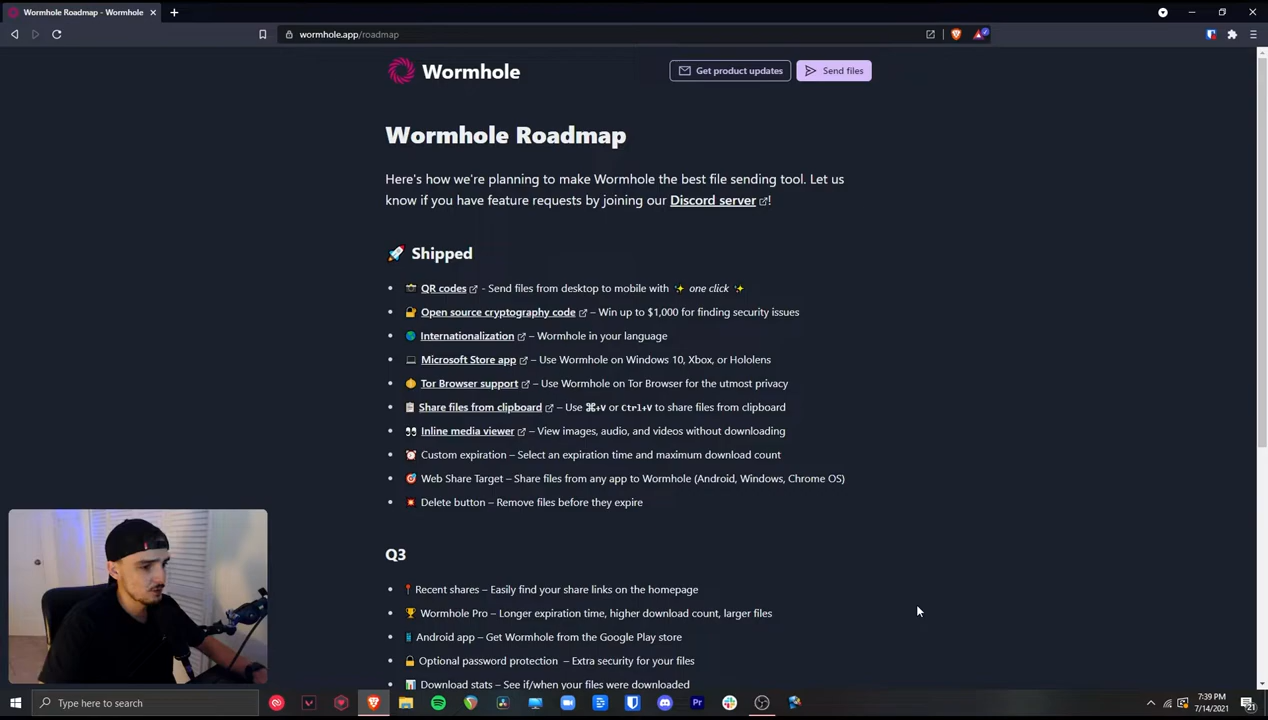 Wormhole Roadmap - Wormhole
wormhole.app/roadmap
Wormhole
Get product updates
Send files
Wormhole Roadmap
Here's how we're planning to make Wormhole the best file sending tool. Let us
know if you have feature requests by joining our Discord server!
🚀 Shipped
QR codes - Send files from desktop to mobile with ✨ one click ✨
🔐 Open source cryptography code – Win up to $1,000 for finding security issues
Internationalization – Wormhole in your language
💻 Microsoft Store app – Use Wormhole on Windows 10, Xbox, or Hololens
🧅 Tor Browser support – Use Wormhole on Tor Browser for the utmost privacy
📋 Share files from clipboard – Use ⌘+V or Ctrl+V to share files from clipboard
👀 Inline media viewer – View images, audio, and videos without downloading
⏰ Custom expiration – Select an expiration time and maximum download count
🎯 Web Share Target – Share files from any app to Wormhole (Android, Windows, Chrome OS)
💥 Delete button – Remove files before they expire
Q3
📍 Recent shares – Easily find your share links on the homepage
🏆 Wormhole Pro – Longer expiration time, higher download count, larger files
📱 Android app – Get Wormhole from the Google Play store
🔒 Optional password protection – Extra security for your files
📊 Download stats – See if/when your files were downloaded
Type here to search
Pr
7:39 PM
7/14/2021
21